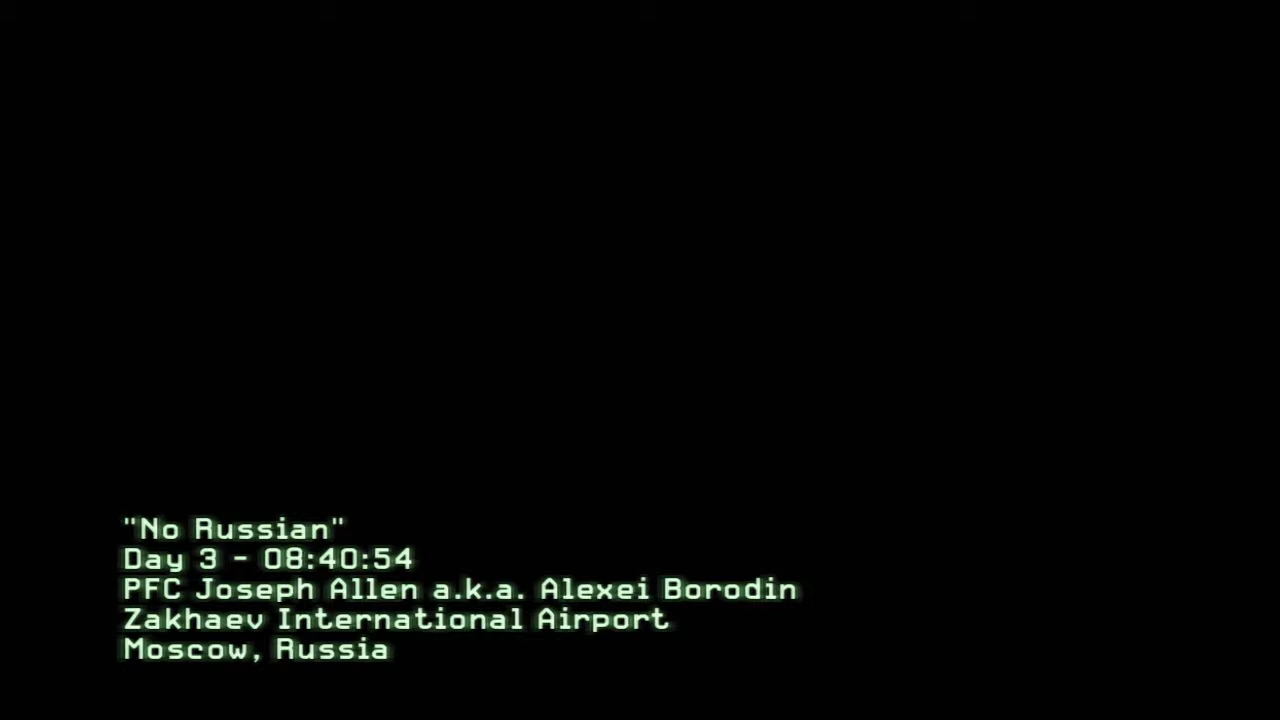 "No Russian"
Day 3 - 08:40:54
PFC Joseph Allen a.k.a. Alexei Borodin
Zakhaev International Airport
Moscow, Russia